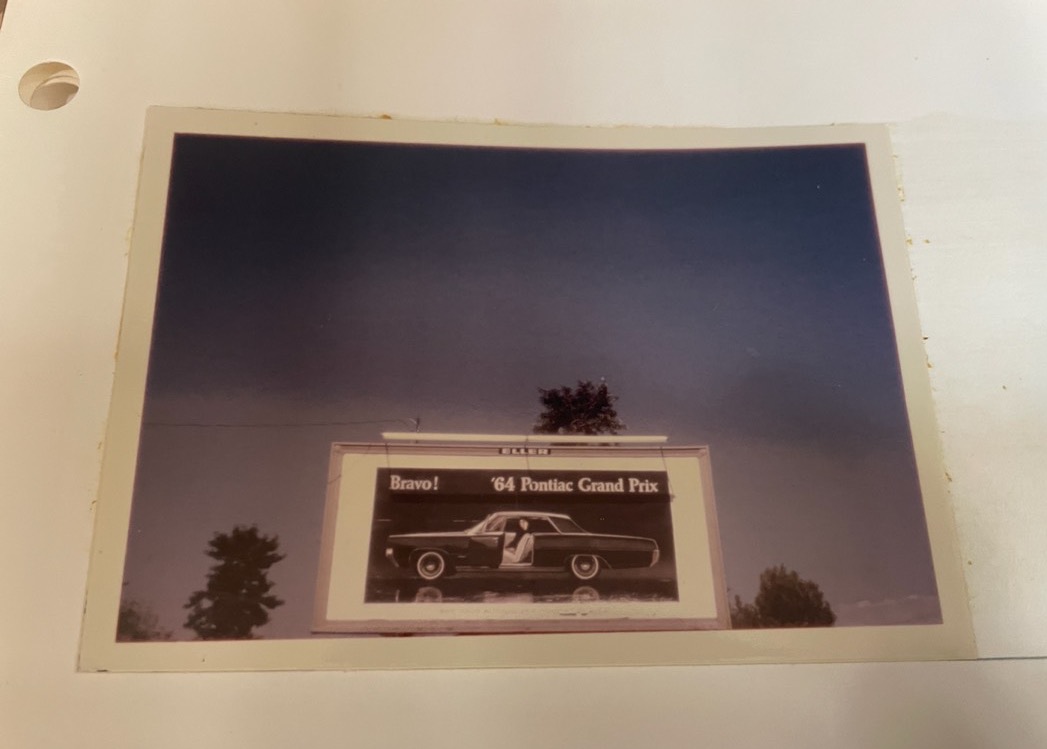 ELLER
Bravo! '64 Pontiac Grand Prix